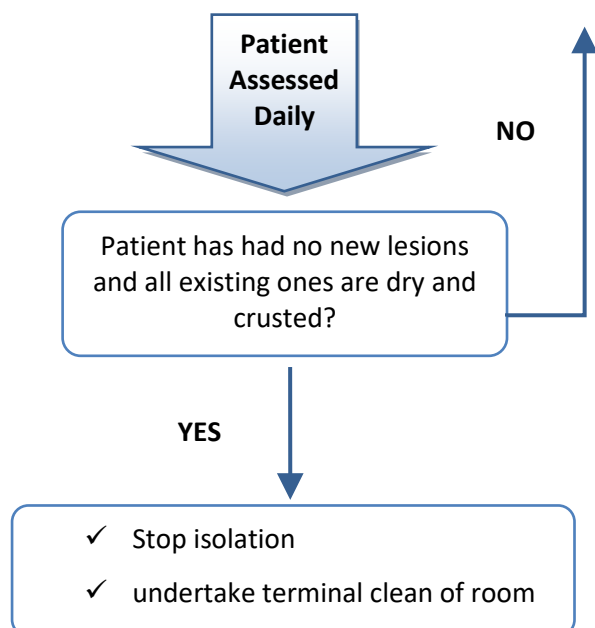 Patient
Assessed
Daily
NO
Patient has had no new lesions
and all existing ones are dry and
crusted?
YES
✓ Stop isolation
✓ undertake terminal clean of room